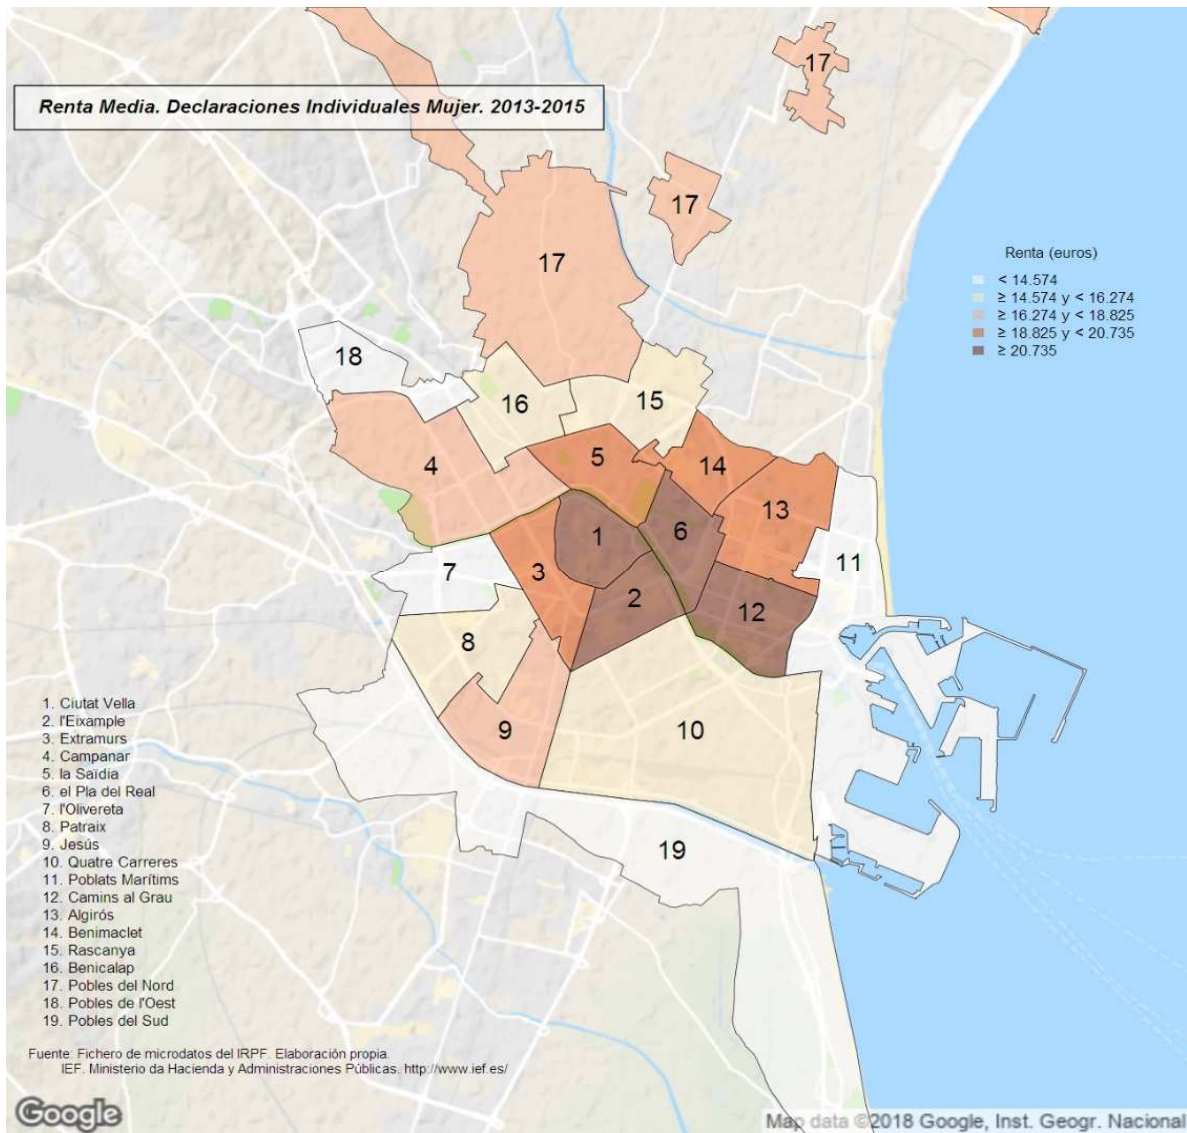 Renta Media. Declaraciones Individuales Mujer. 2013-2015
17
17
17
Renta (euros)
< 14.574
≥ 14.574 y < 16.274
≥ 16.274 y < 18.825
≥ 18.825 y < 20.735
≥ 20.735
18
16
15
4
5
14
13
1
6
11
7
3
2
12
8
9
10
19
1. Ciutat Vella
2. l'Eixample
3. Extramurs
4. Campanar
5. la Saïdia
6. el Pla del Real
7. l'Olivereta
8. Patraix
9. Jesús
10. Quatre Carreres
11. Poblats Marítims
12. Camins al Grau
13. Algirós
14. Benimaclet
15. Rascanya
16. Benicalap
17. Pobles del Nord
18. Pobles de l'Oest
19. Pobles del Sud
Fuente: Fichero de microdatos del IRPF. Elaboración propia.
IEF. Ministerio da Hacienda y Administraciones Públicas. http://www.ief.es/
Google
Map data ©2018 Google, Inst. Geogr. Nacional